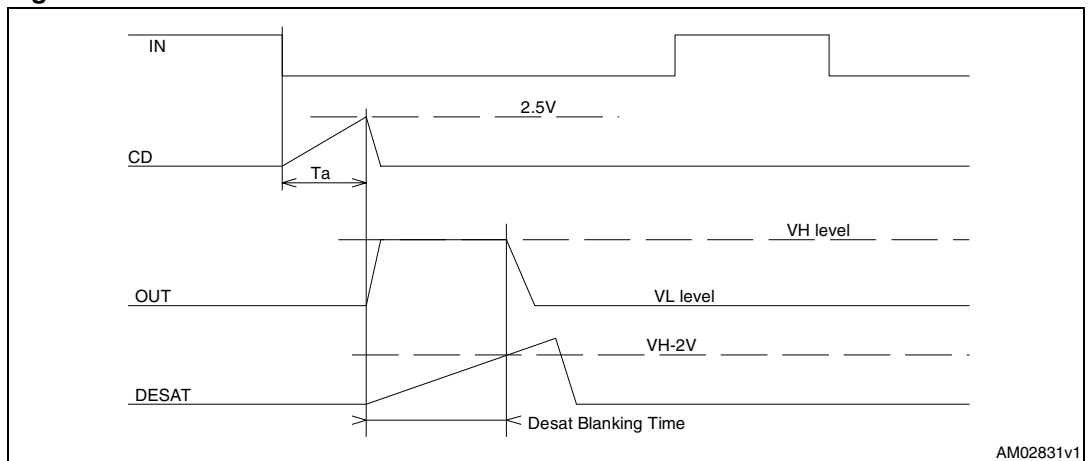 IN
2.5V
CD
Ta
VH level
OUT
VL level
VH-2V
DESAT
Desat Blanking Time
AM02831v1